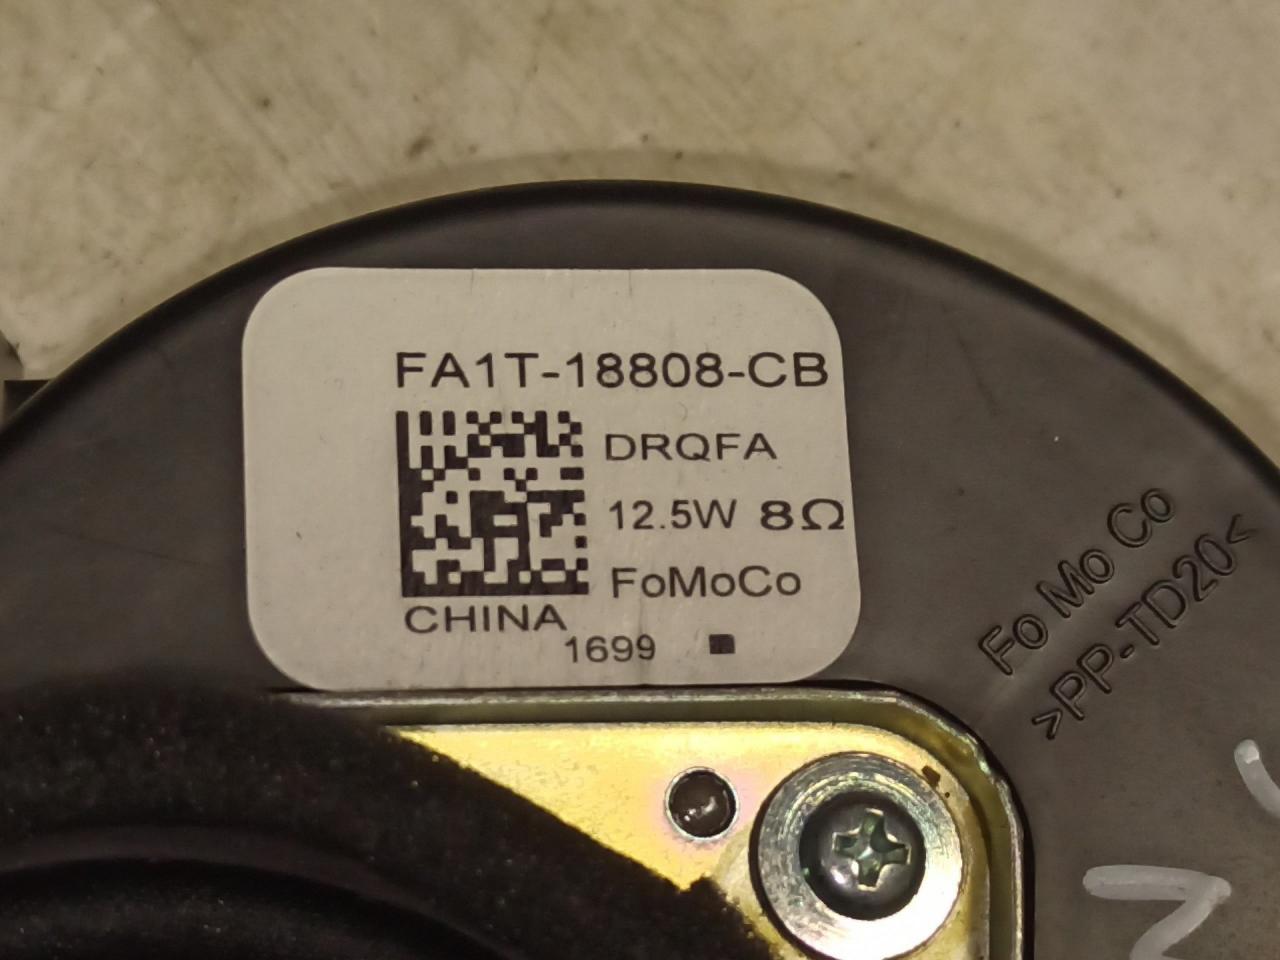 FA1T-18808-CB
DRQFA
12.5W 8Ω
FoMoCo
CHINA
1699
Fo Mo Co
>PP-TD20<